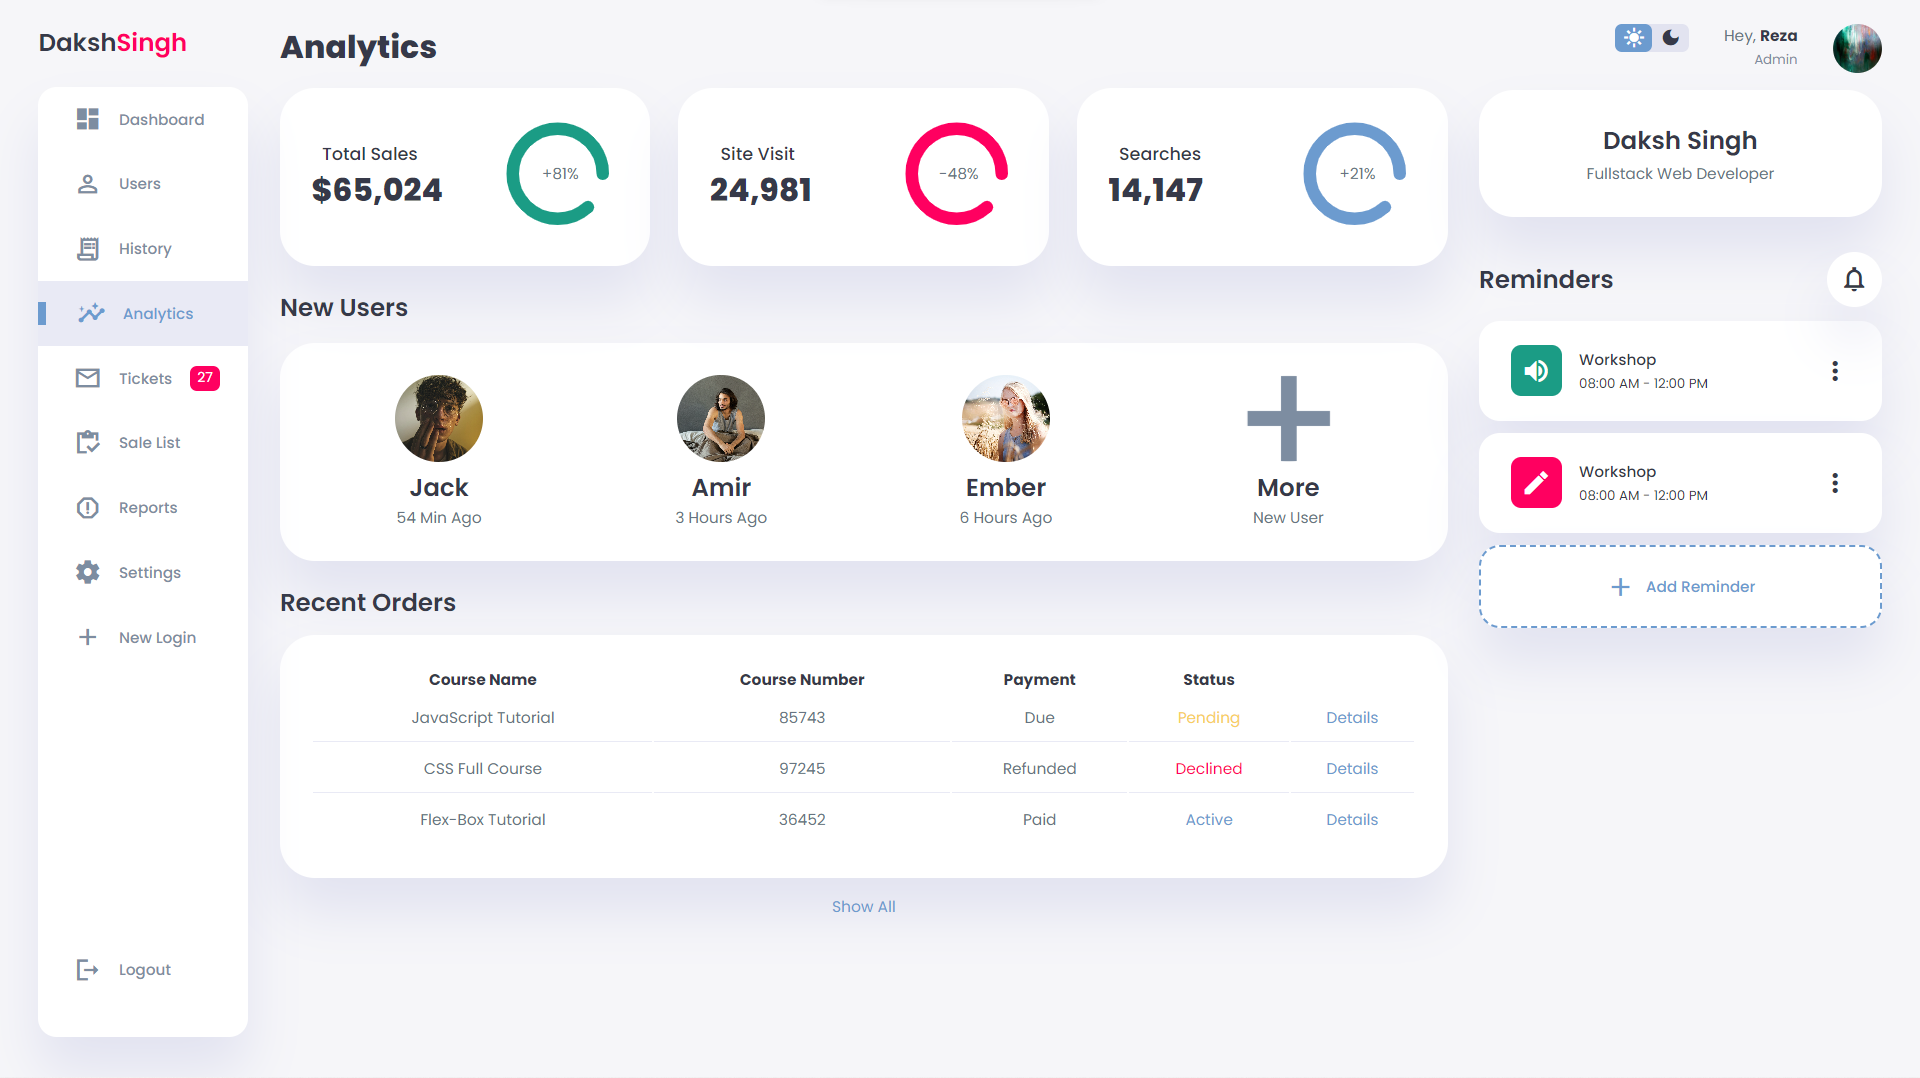 DakshSingh
Dashboard
Users
History
Analytics
Tickets 27
Sale List
Reports
Settings
New Login
Logout
Analytics
Total Sales
$65,024
+81%
Site Visit
24,981
-48%
Searches
14,147
+21%
New Users
Jack
54 Min Ago
Amir
3 Hours Ago
Ember
6 Hours Ago
More
New User
Recent Orders
Course Name Course Number Payment Status
JavaScript Tutorial 85743 Due Pending Details
CSS Full Course 97245 Refunded Declined Details
Flex-Box Tutorial 36452 Paid Active Details
Show All
Hey, Reza
Admin
Daksh Singh
Fullstack Web Developer
Reminders
Workshop
08:00 AM - 12:00 PM
Workshop
08:00 AM - 12:00 PM
Add Reminder